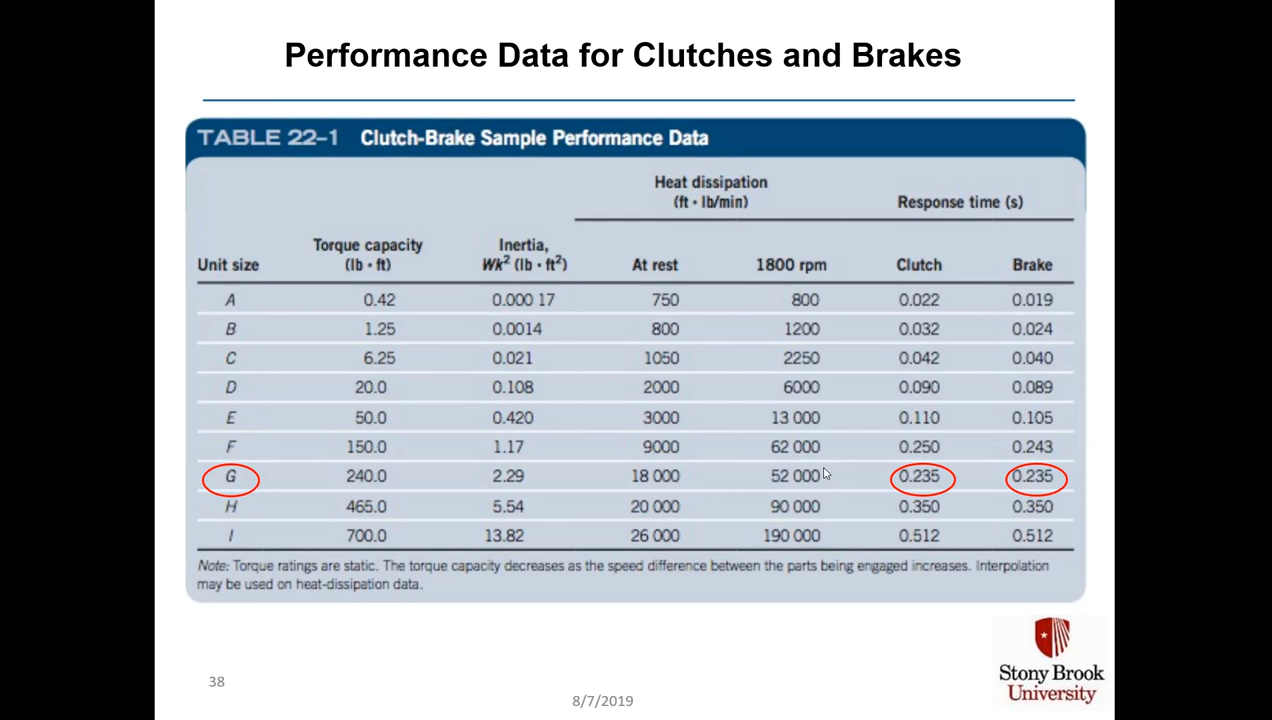 Performance Data for Clutches and Brakes
TABLE 22–1 Clutch-Brake Sample Performance Data
Heat dissipation
(ft • lb/min) Response time (s)
Torque capacity Inertia,
Unit size (lb • ft) Wk² (lb • ft²) At rest 1800 rpm Clutch Brake
A 0.42 0.000 17 750 800 0.022 0.019
B 1.25 0.0014 800 1200 0.032 0.024
C 6.25 0.021 1050 2250 0.042 0.040
D 20.0 0.108 2000 6000 0.090 0.089
E 50.0 0.420 3000 13 000 0.110 0.105
F 150.0 1.17 9000 62 000 0.250 0.243
G 240.0 2.29 18 000 52 000 0.235 0.235
H 465.0 5.54 20 000 90 000 0.350 0.350
I 700.0 13.82 26 000 190 000 0.512 0.512
Note: Torque ratings are static. The torque capacity decreases as the speed difference between the parts being engaged increases. Interpolation
may be used on heat-dissipation data.
38
8/7/2019
Stony Brook
University